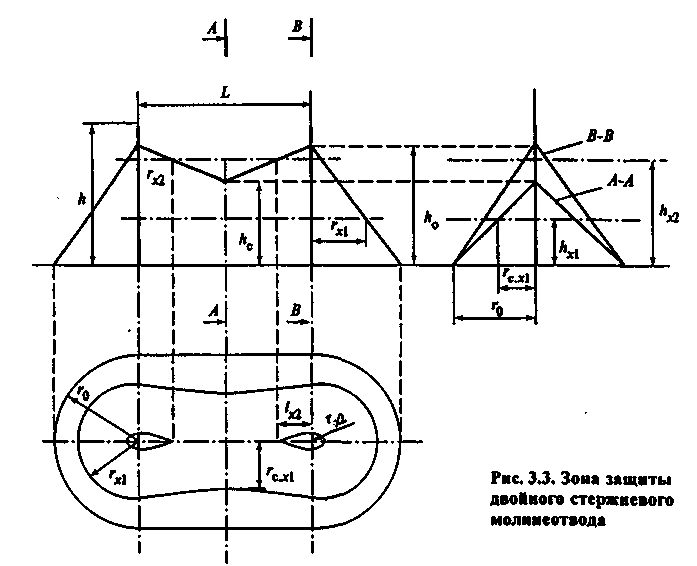 A B
L
B-B
A-A
h
r_x2
h_c
r_x1
h_o
h_x1
h_x2
r_c.x1
r_0
A B
r_0
l_x2
r_x1
r_c.x1
Рис. 3.3. Зона защиты
двойного стержневого
молниеотвода